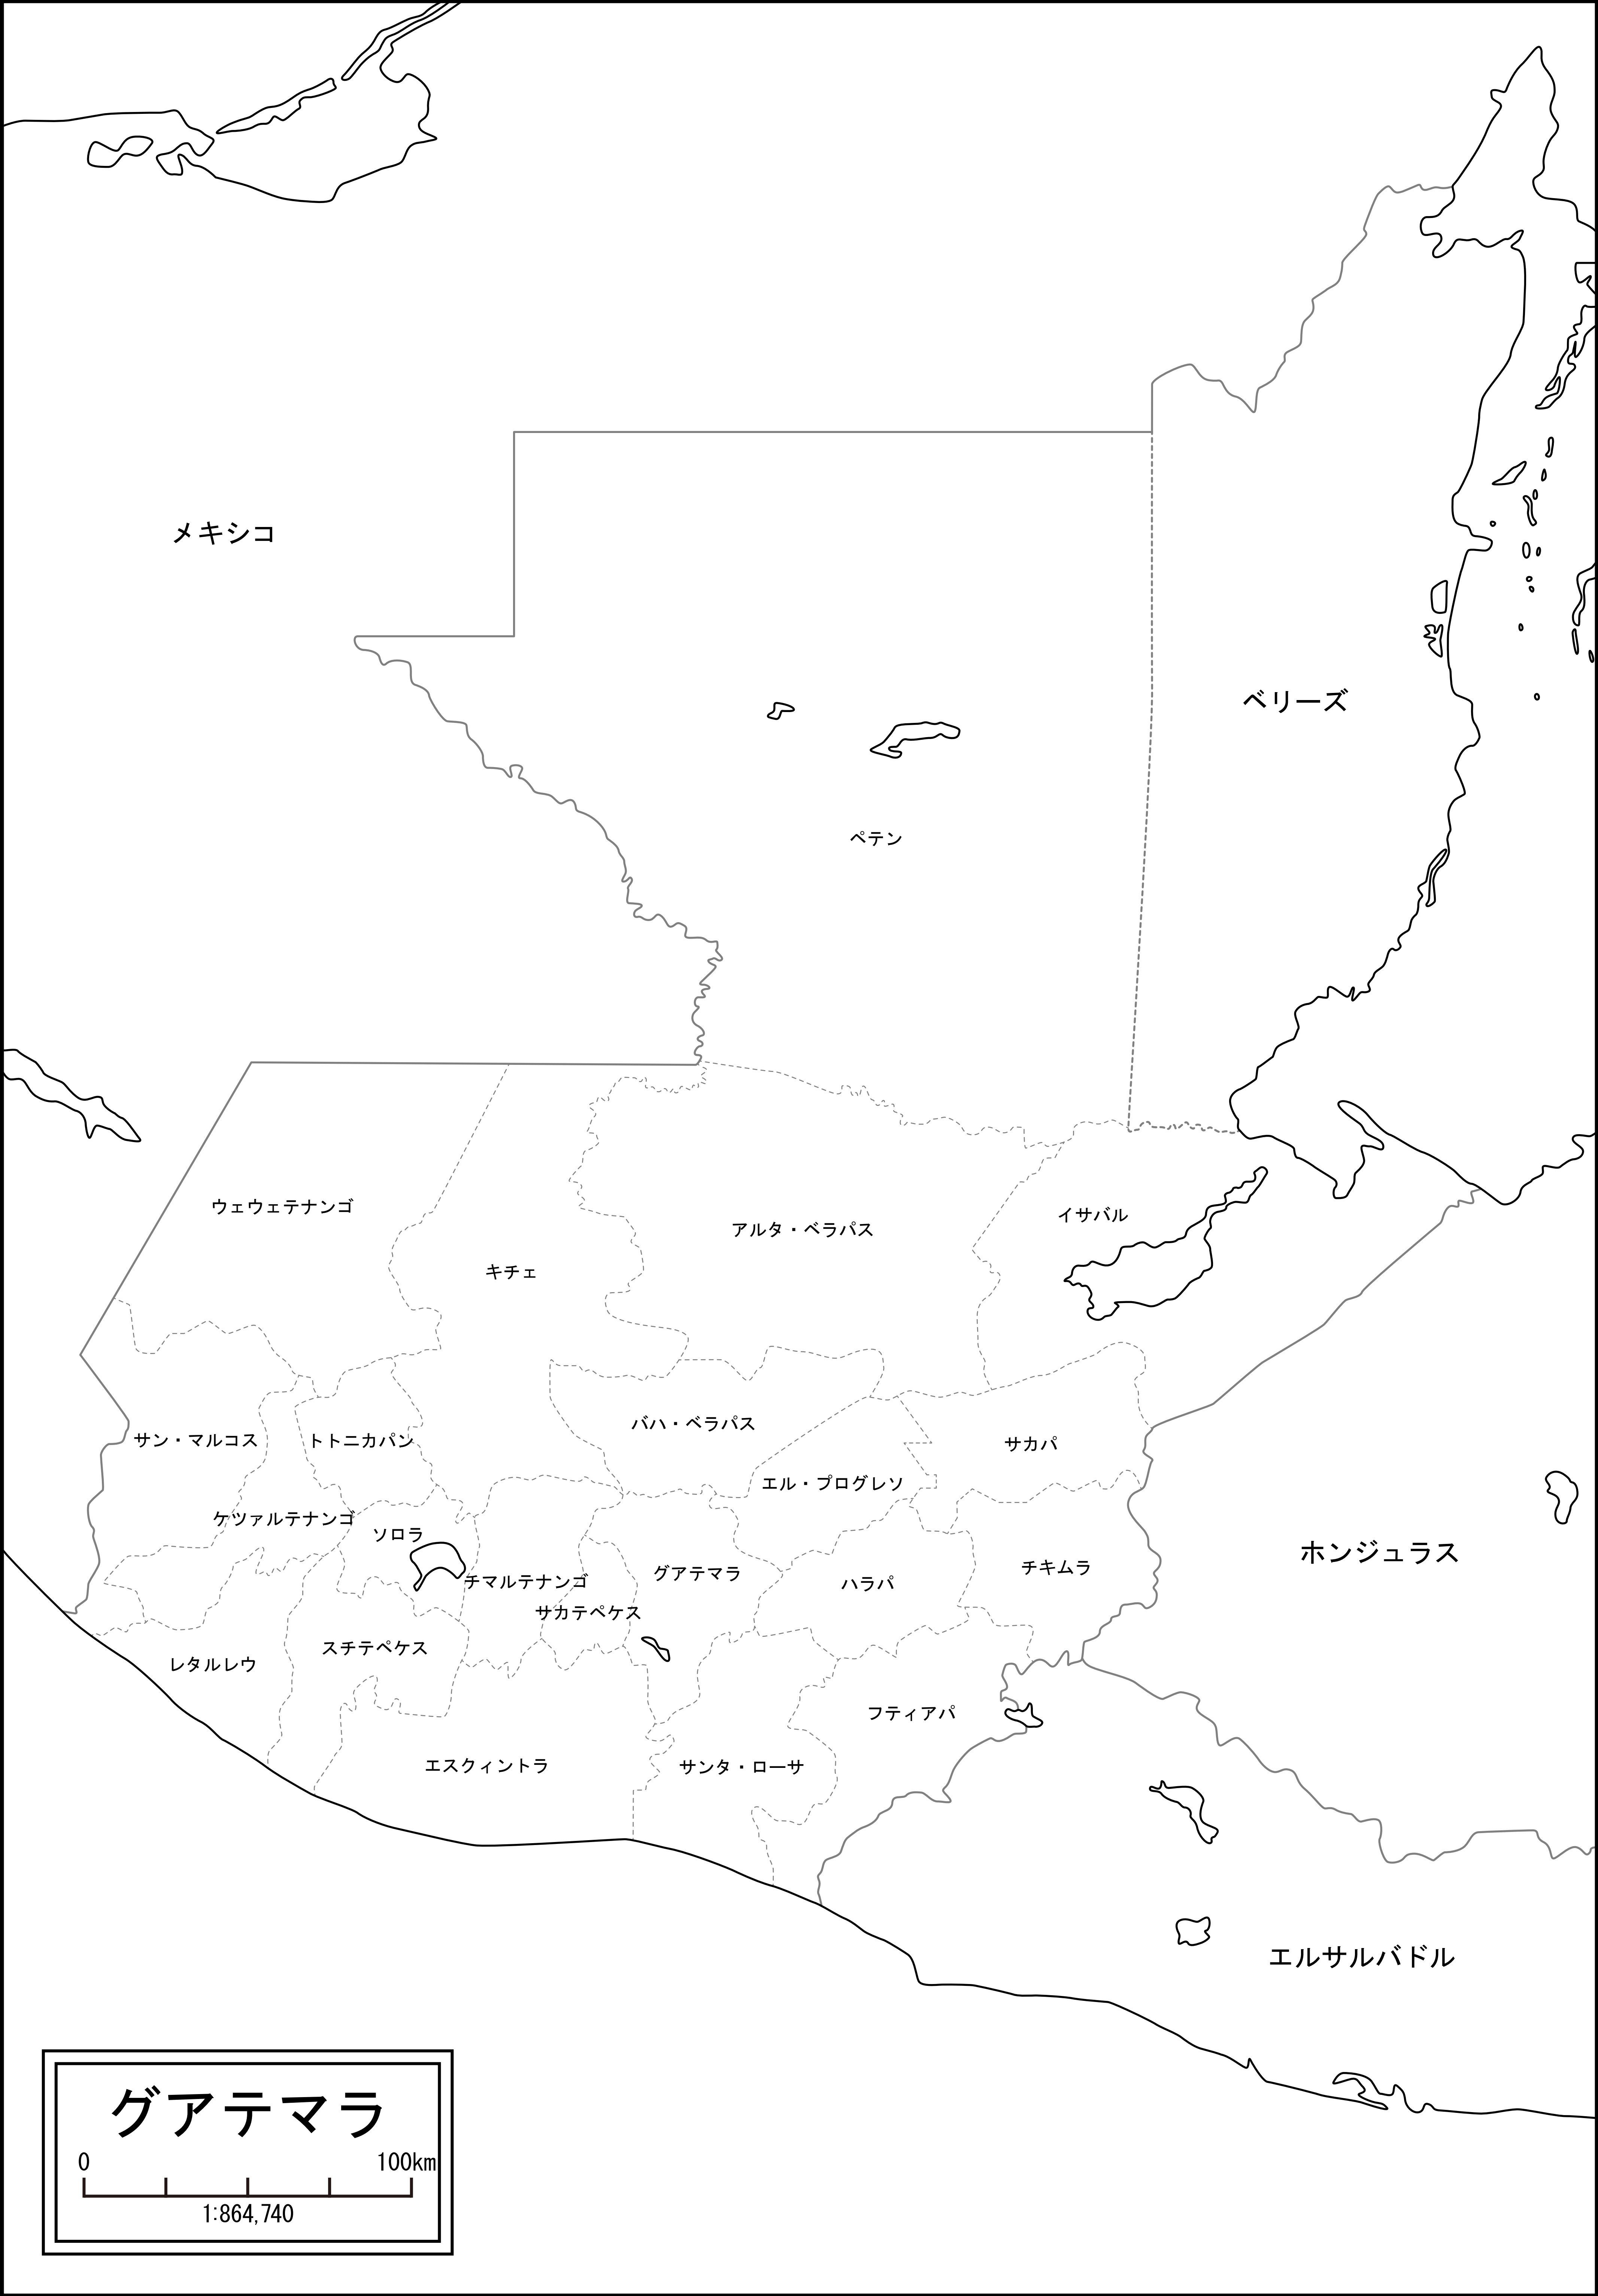 メキシコ
ベリーズ
ペテン
ウェウェテナンゴ
イサバル
アルタ・ベラパス
キチェ
バハ・ベラパス
サン・マルコス
トトニカパン
サカパ
エル・プログレソ
ケツァルテナンゴ
ソロラ
ホンジュラス
チキムラ
グアテマラ
チマルテナンゴ
ハラパ
サカテペケス
スチテペケス
レタルレウ
フティアパ
エスクィントラ
サンタ・ローサ
エルサルバドル
グアテマラ
0 100km
1:864,740